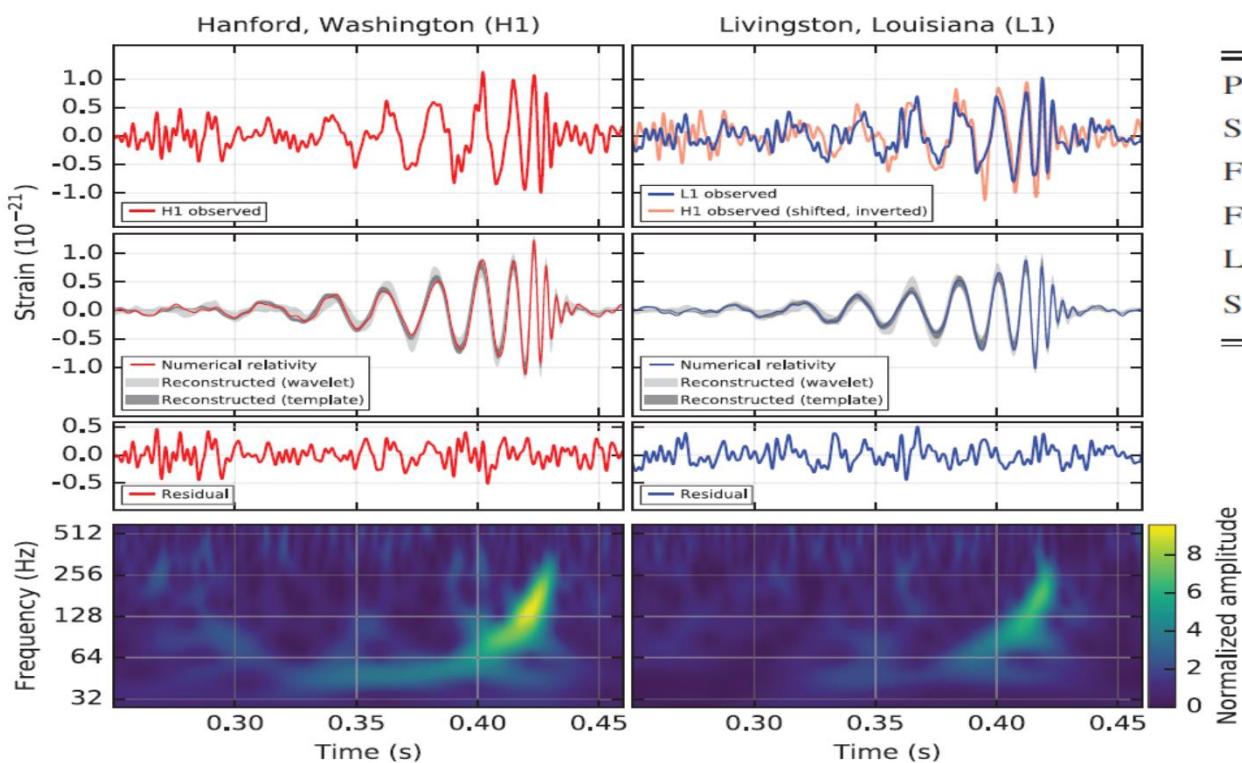 Hanford, Washington (H1)
Livingston, Louisiana (L1)
Strain (10⁻²¹)
1.0
0.5
0.0
-0.5
-1.0
H1 observed
L1 observed
H1 observed (shifted, inverted)
1.0
0.5
0.0
-0.5
-1.0
Numerical relativity
Reconstructed (wavelet)
Reconstructed (template)
Numerical relativity
Reconstructed (wavelet)
Reconstructed (template)
0.5
0.0
-0.5
Residual
Residual
Frequency (Hz)
512
256
128
64
32
0.30
0.35
0.40
0.45
Time (s)
0.30
0.35
0.40
0.45
Time (s)
8
6
4
2
0
Normalized amplitude
P
S
F
F
L
S